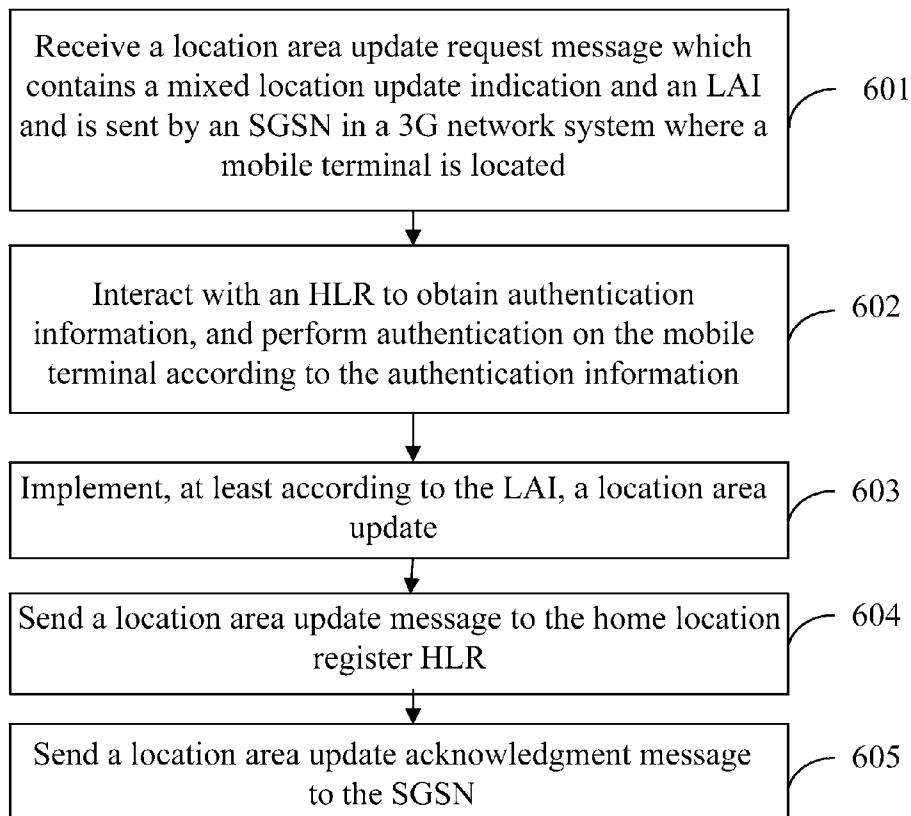 Receive a location area update request message which
contains a mixed location update indication and an LAI
and is sent by an SGSN in a 3G network system where a
mobile terminal is located
601
Interact with an HLR to obtain authentication
information, and perform authentication on the mobile
terminal according to the authentication information
602
Implement, at least according to the LAI, a location area
update
603
Send a location area update message to the home location
register HLR
604
Send a location area update acknowledgment message
to the SGSN
605